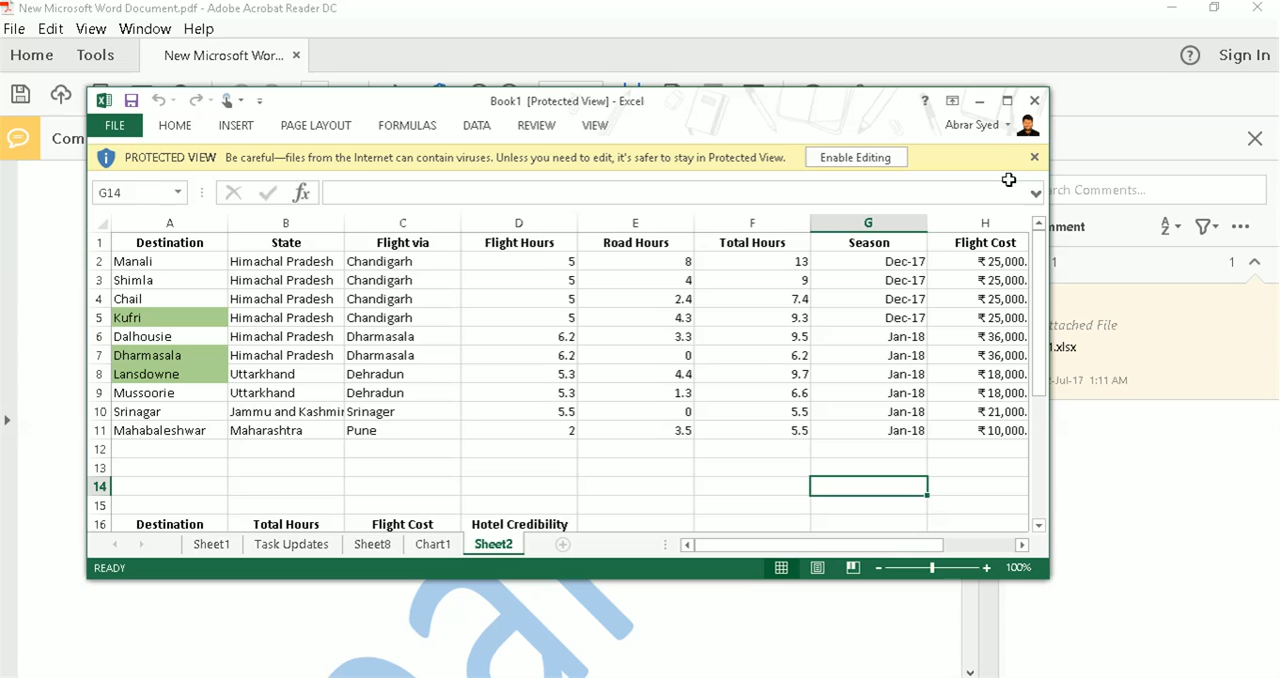 New Microsoft Word Document.pdf - Adobe Acrobat Reader DC
File Edit View Window Help
Home Tools New Microsoft Wor... × ? Sign In
Book1 [Protected View] - Excel
Abrar Syed
FILE HOME INSERT PAGE LAYOUT FORMULAS DATA REVIEW VIEW
PROTECTED VIEW Be careful—files from the Internet can contain viruses. Unless you need to edit, it's safer to stay in Protected View. Enable Editing
Com
G14 fx
rch Comments...
A B C D E F G H
1 Destination State Flight via Flight Hours Road Hours Total Hours Season Flight Cost
2 Manali Himachal Pradesh Chandigarh 5 8 13 Dec-17 ₹ 25,000.
3 Shimla Himachal Pradesh Chandigarh 5 4 9 Dec-17 ₹ 25,000.
4 Chail Himachal Pradesh Chandigarh 5 2.4 7.4 Dec-17 ₹ 25,000.
5 Kufri Himachal Pradesh Chandigarh 5 4.3 9.3 Dec-17 ₹ 25,000.
6 Dalhousie Himachal Pradesh Dharmasala 6.2 3.3 9.5 Jan-18 ₹ 36,000.
7 Dharmasala Himachal Pradesh Dharmasala 6.2 0 6.2 Jan-18 ₹ 36,000.
8 Lansdowne Uttarkhand Dehradun 5.3 4.4 9.7 Jan-18 ₹ 18,000.
9 Mussoorie Uttarkhand Dehradun 5.3 1.3 6.6 Jan-18 ₹ 18,000.
10 Srinagar Jammu and Kashmir Srinager 5.5 0 5.5 Jan-18 ₹ 21,000.
11 Mahabaleshwar Maharashtra Pune 2 3.5 5.5 Jan-18 ₹ 10,000.
12
13
14
15
16 Destination Total Hours Flight Cost Hotel Credibility
Sheet1 Task Updates Sheet8 Chart1 Sheet2
READY 100%
mment
1 1
ttached File
1.xlsx
-Jul-17 1:11 AM